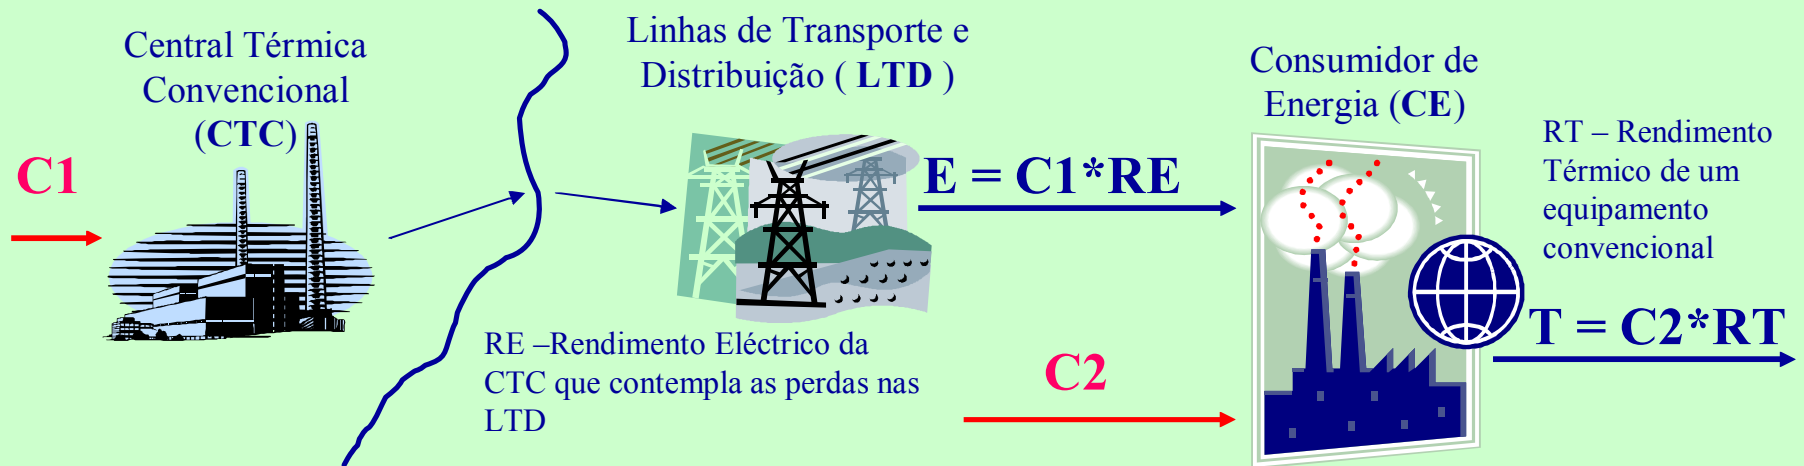 Central Térmica
Convencional
(CTC)
C1
Linhas de Transporte e
Distribuição ( LTD )
E = C1*RE
RE –Rendimento Eléctrico da
CTC que contempla as perdas nas
LTD
C2
Consumidor de
Energia (CE)
RT – Rendimento
Térmico de um
equipamento
convencional
T = C2*RT